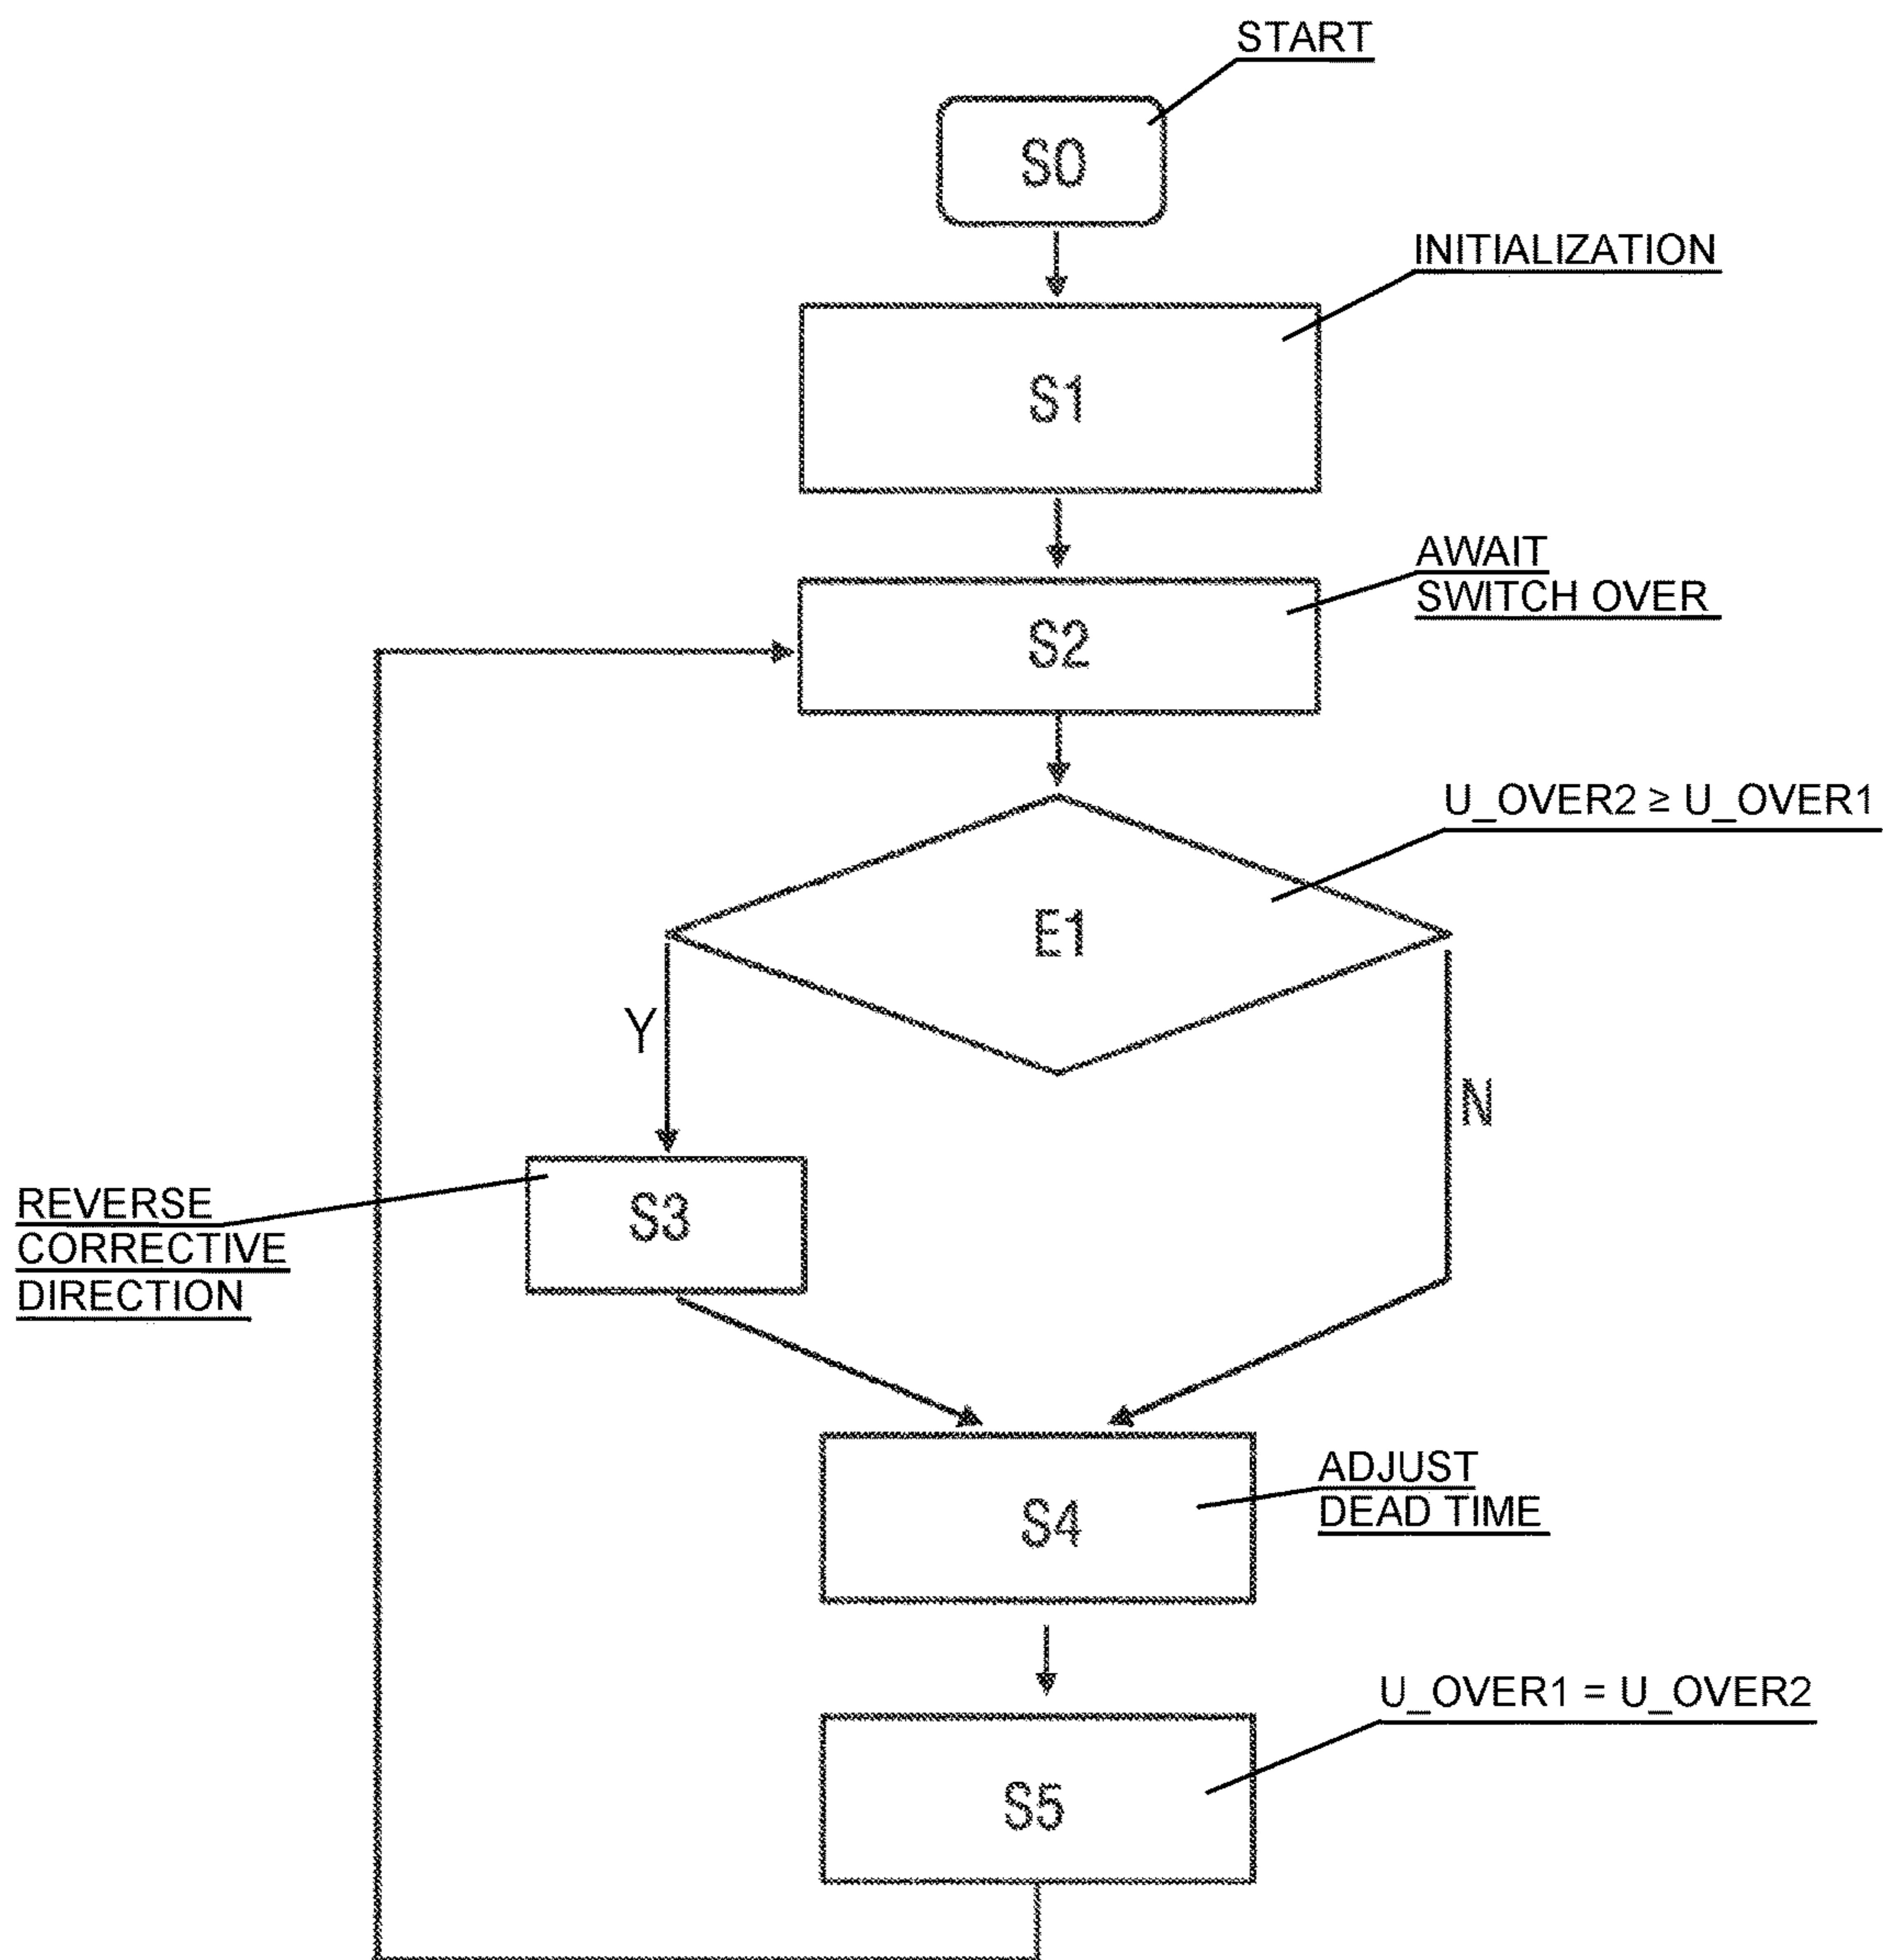 START
S0
INITIALIZATION
S1
AWAIT
SWITCH OVER
S2
U_OVER2 ≥ U_OVER1
E1
Y
N
REVERSE
CORRECTIVE
DIRECTION
S3
ADJUST
DEAD TIME
S4
U_OVER1 = U_OVER2
S5